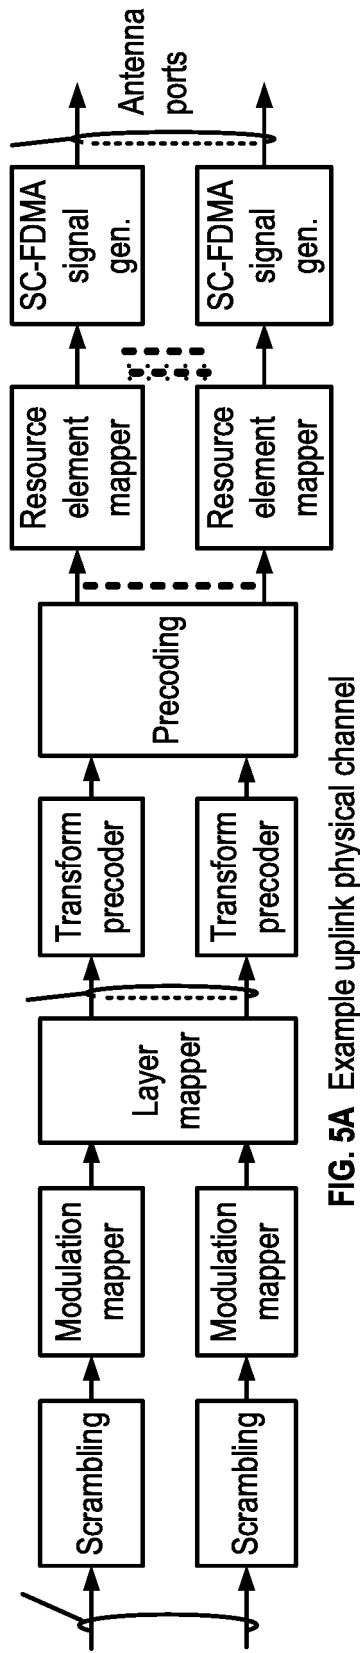 Scrambling
Scrambling
Modulation
mapper
Modulation
mapper
Layer
mapper
Transform
precoder
Transform
precoder
Precoding
Resource
element
mapper
Resource
element
mapper
SC-FDMA
signal
gen.
SC-FDMA
signal
gen.
Antenna
ports
FIG. 5A Example uplink physical channel